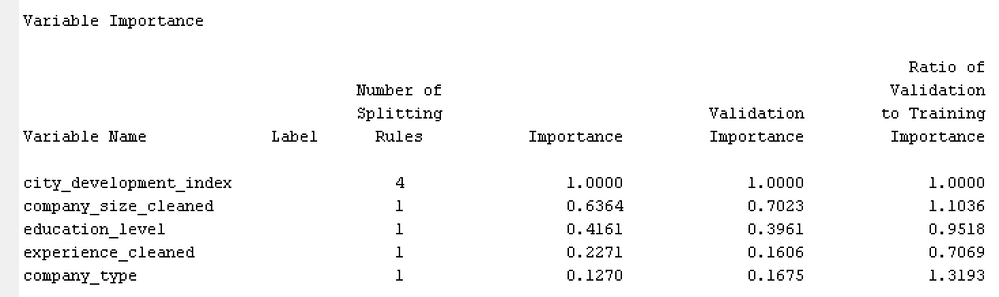 Variable Importance
Ratio of
Number of Validation
Splitting Validation to Training
Variable Name Label Rules Importance Importance Importance
city_development_index 4 1.0000 1.0000 1.0000
company_size_cleaned 1 0.6364 0.7023 1.1036
education_level 1 0.4161 0.3961 0.9518
experience_cleaned 1 0.2271 0.1606 0.7069
company_type 1 0.1270 0.1675 1.3193